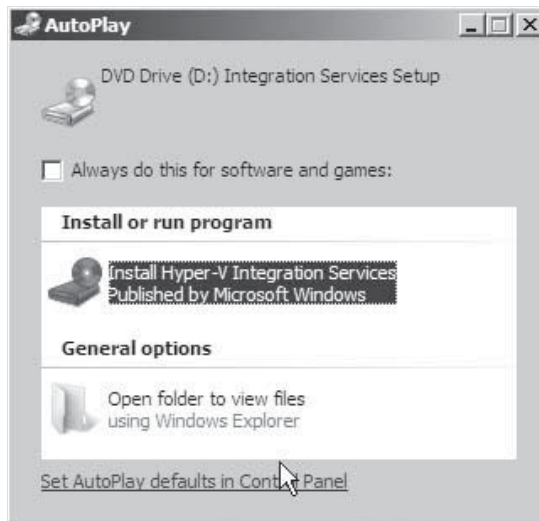 AutoPlay
DVD Drive (D:) Integration Services Setup
Always do this for software and games:
Install or run program
Install Hyper-V Integration Services
Published by Microsoft Windows
General options
Open folder to view files
using Windows Explorer
Set AutoPlay defaults in Control Panel